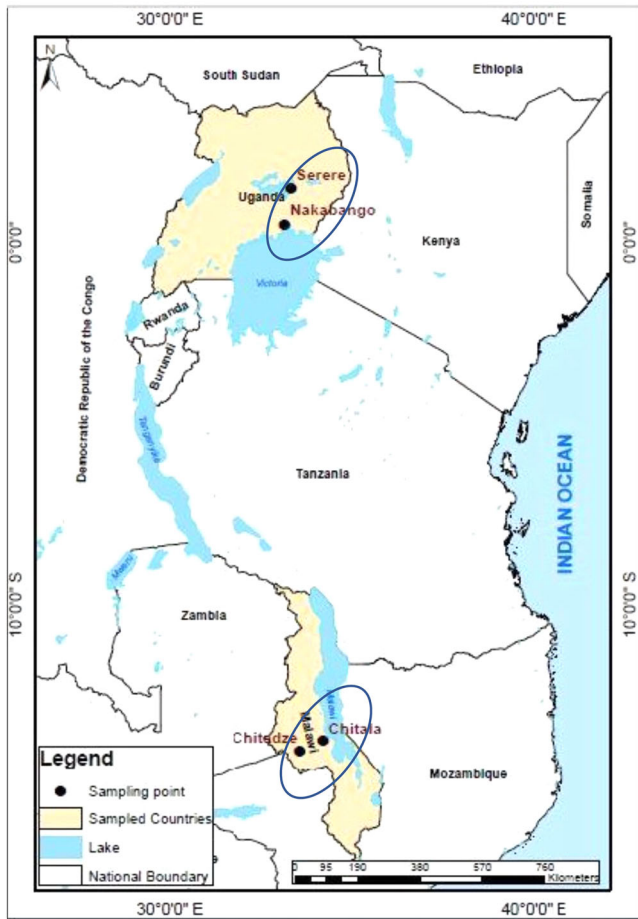 30°0'0"E 40°0'0"E
N
South Sudan
Ethiopia
Serere
Uganda
Nakabango
Somalia
0°0'0"
0°0'0"
Kenya
Victoria
Rwanda
Burundi
Democratic Republic of the Congo
Tanganyika
Tanzania
INDIAN OCEAN
10°0'0"S
10°0'0"S
Zambia
Malawi
Chitedze
Chitala
Mozambique
Legend
Sampling point
Sampled Countries
Lake
National Boundary
0 95 190 380 570 760
Kilometers
30°0'0"E 40°0'0"E